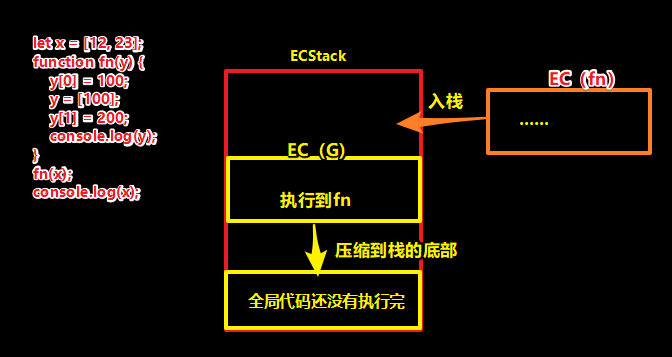 let x = [12, 23];
function fn(y) {
    y[0] = 100;
    y = [100];
    y[1] = 200;
    console.log(y);
}
fn(x);
console.log(x);
ECStack
EC（G)
执行到fn
压缩到栈的底部
全局代码还没有执行完
入栈
EC（fn）
……